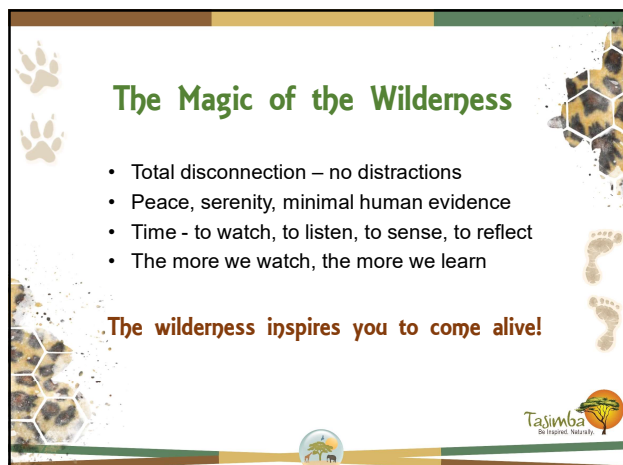 The Magic of the Wilderness
• Total disconnection – no distractions
• Peace, serenity, minimal human evidence
• Time - to watch, to listen, to sense, to reflect
• The more we watch, the more we learn
The wilderness inspires you to come alive!
Tasimba
Be Inspired. Naturally.